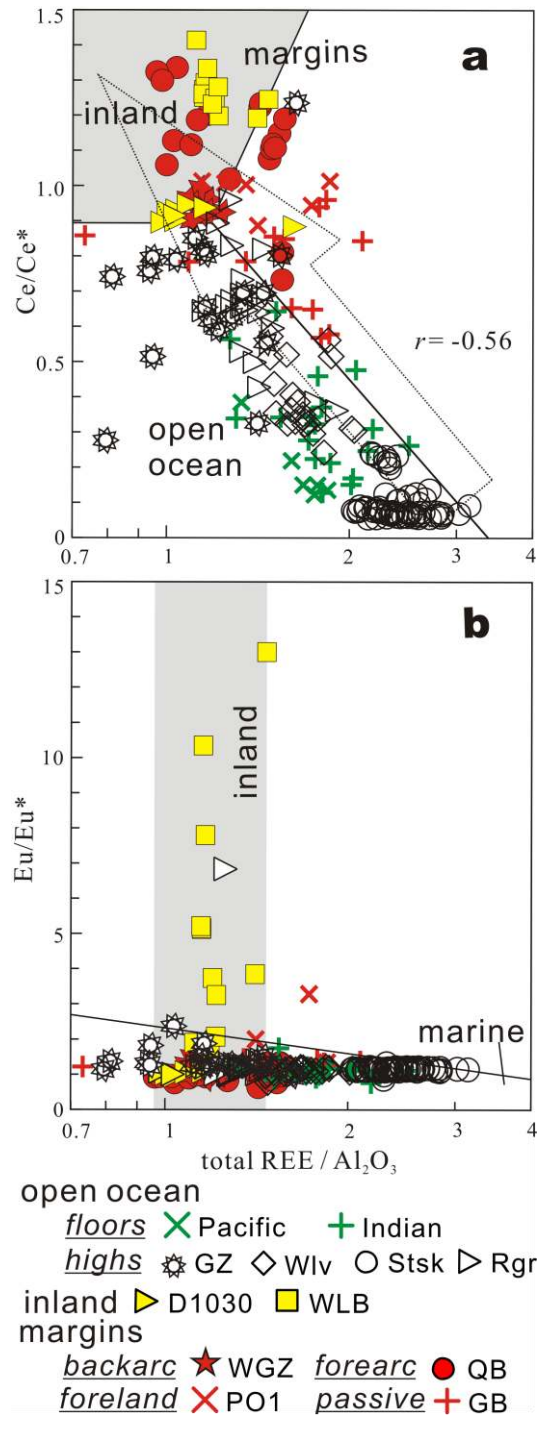 1.5
a
margins
inland
1.0
Ce/Ce*
r = -0.56
0.5
open
ocean
0
0.7 1 2 3 4
15
b
inland
10
Eu/Eu*
5
marine
0
0.7 1 2 3 4
total REE / Al₂O₃
open ocean
floors Pacific Indian
highs GZ Wlv Stsk Rgr
inland D1030 WLB
margins
backarc WGZ forearc QB
foreland PO1 passive GB